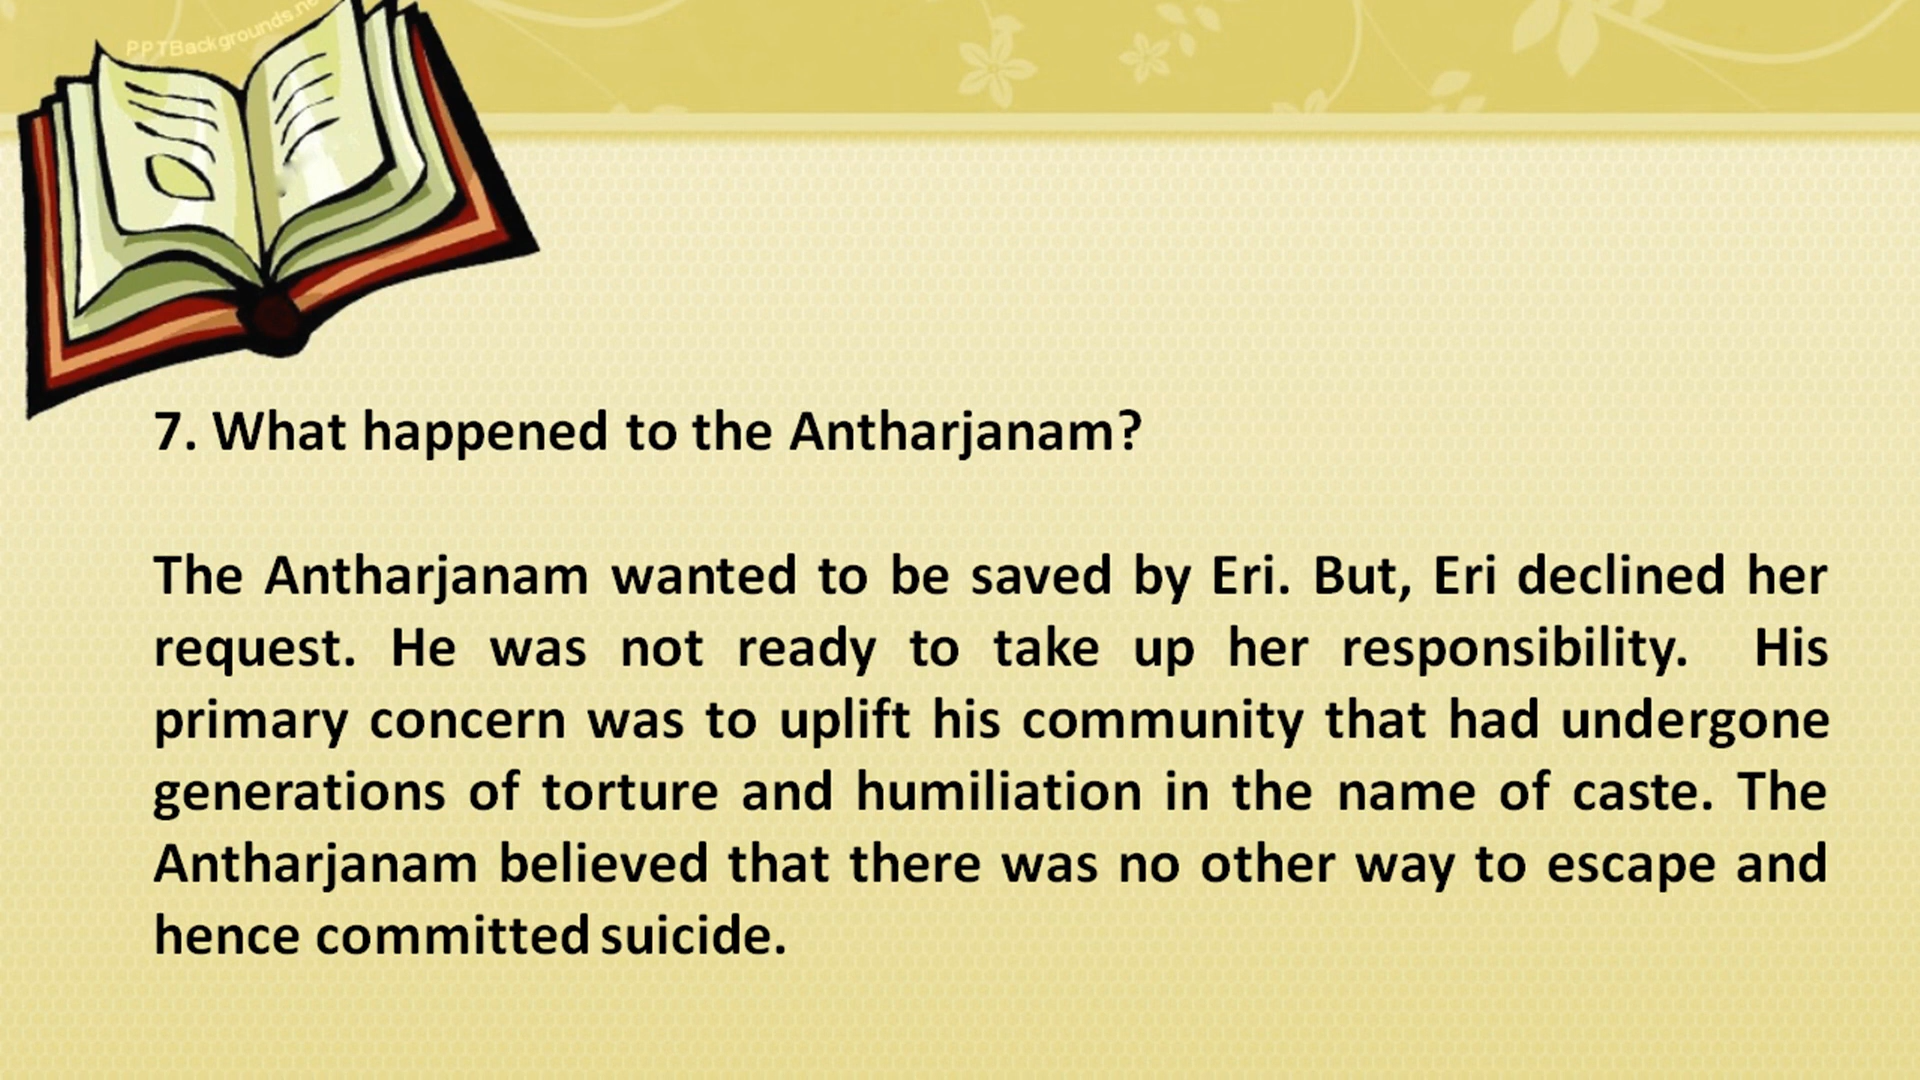 PPTBackgrounds.ne
7. What happened to the Antharjanam?
The Antharjanam wanted to be saved by Eri. But, Eri declined her
request. He was not ready to take up her responsibility. His
primary concern was to uplift his community that had undergone
generations of torture and humiliation in the name of caste. The
Antharjanam believed that there was no other way to escape and
hence committed suicide.